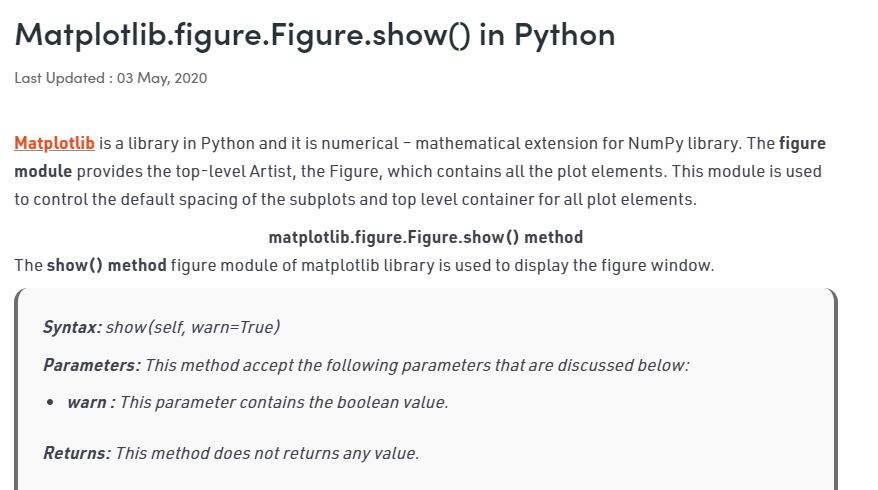 Matplotlib.figure.Figure.show() in Python
Last Updated : 03 May, 2020
Matplotlib is a library in Python and it is numerical – mathematical extension for NumPy library. The figure
module provides the top-level Artist, the Figure, which contains all the plot elements. This module is used
to control the default spacing of the subplots and top level container for all plot elements.
matplotlib.figure.Figure.show() method
The show() method figure module of matplotlib library is used to display the figure window.
Syntax: show(self, warn=True)
Parameters: This method accept the following parameters that are discussed below:
• warn : This parameter contains the boolean value.
Returns: This method does not returns any value.